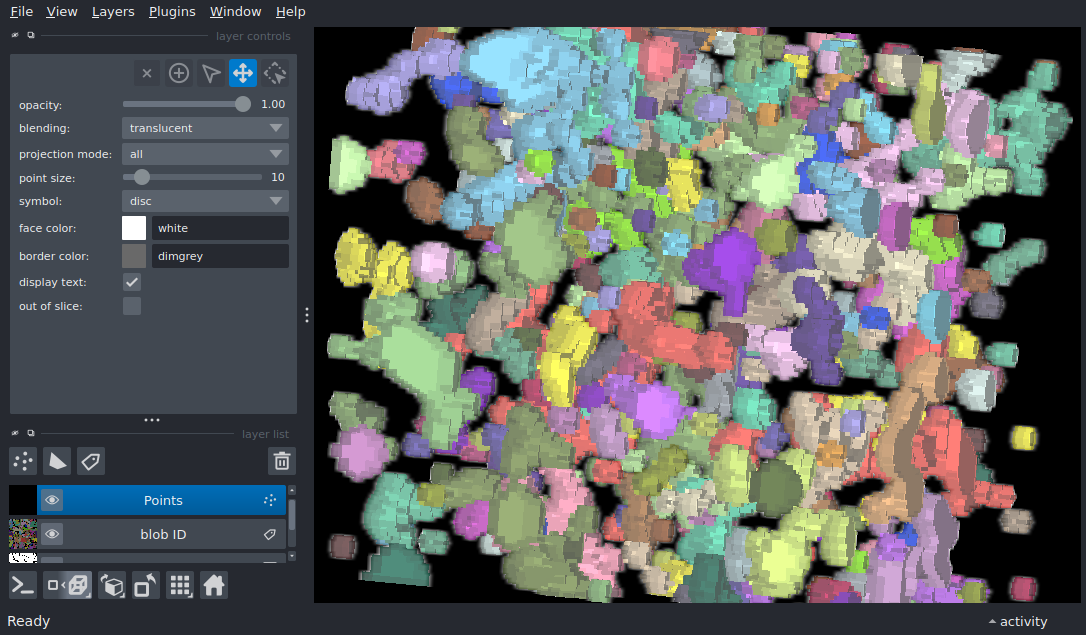 File View Layers Plugins Window Help
layer controls
opacity: 1.00
blending: translucent
projection mode: all
point size: 10
symbol: disc
face color: white
border color: dimgrey
display text:
out of slice:
layer list
Points
blob ID
Ready
activity